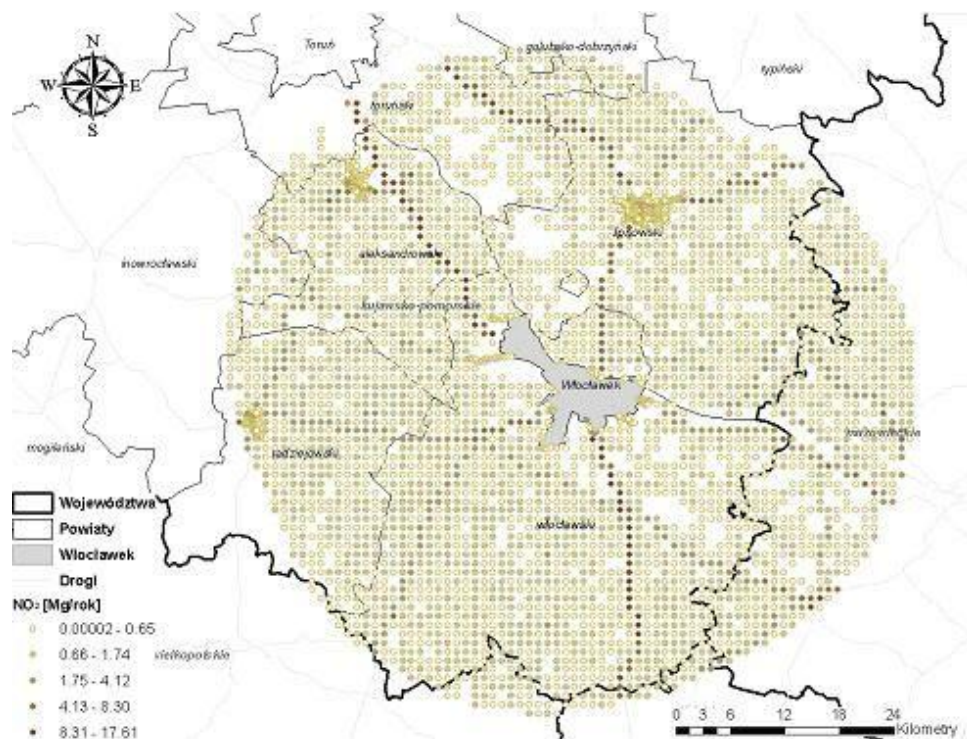 N
W E
S
Toruń
golubsko-dobrzyński
rypiński
toruński
lipnowski
inowrocławski
aleksandrowski
kujawsko-pomorskie
Włocławek
mazowieckie
mogileński
radziejowski
włocławski
wielkopolskie
Województwa
Powiaty
Włocławek
Drogi
NO₂ [Mg/rok]
0.00002 - 0.65
0.66 - 1.74
1.75 - 4.12
4.13 - 8.30
8.31 - 17.61
0 3 6 12 18 24
Kilometry